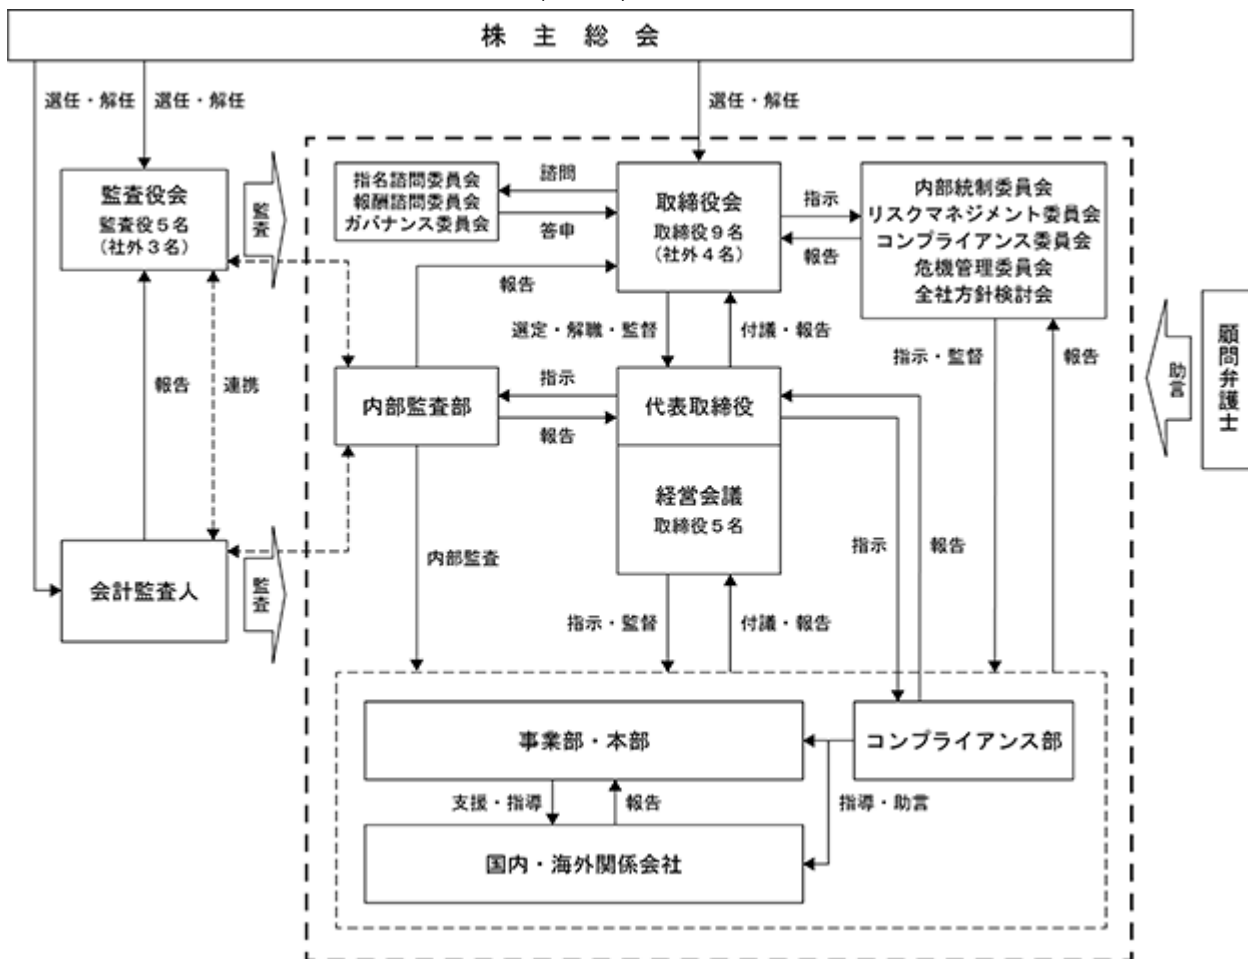 株主総会
選任・解任
選任・解任
選任・解任
監査役会
監査役5名
(社外3名)
監査
指名諮問委員会
報酬諮問委員会
ガバナンス委員会
諮問
答申
取締役会
取締役9名
(社外4名)
指示
報告
内部統制委員会
リスクマネジメント委員会
コンプライアンス委員会
危機管理委員会
全社方針検討会
報告
選定・解職・監督
付議・報告
指示・監督
報告
顧問弁護士
助言
報告
連携
内部監査部
指示
報告
代表取締役
経営会議
取締役5名
指示
報告
会計監査人
監査
内部監査
指示・監督
付議・報告
事業部・本部
コンプライアンス部
支援・指導
報告
指導・助言
国内・海外関係会社